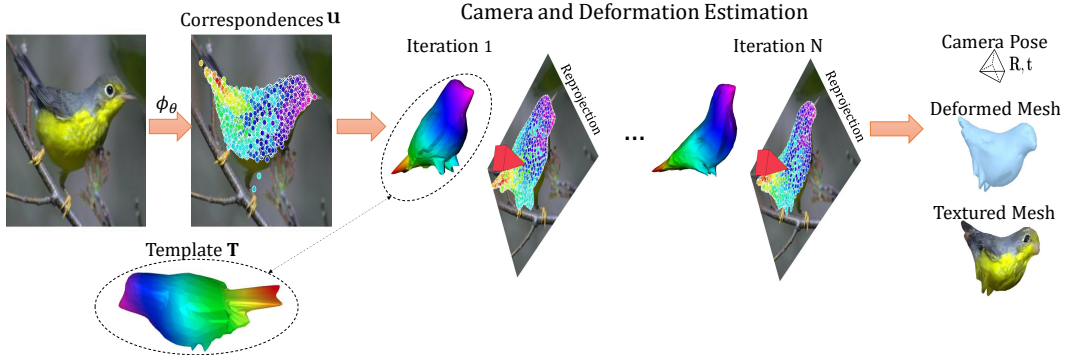 Correspondences u
Camera and Deformation Estimation
Iteration 1
Iteration N
Reprojection
Reprojection
ϕθ
...
Camera Pose
R, t
Deformed Mesh
Textured Mesh
Template T